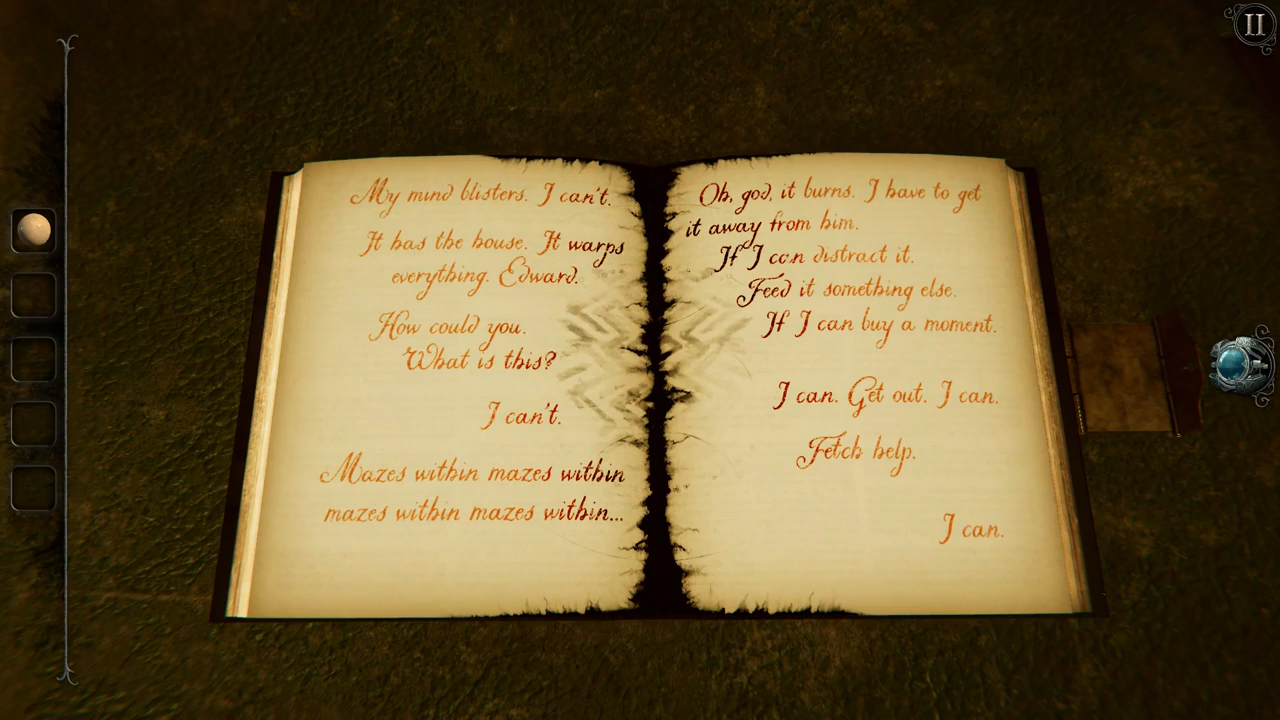 My mind blisters. I can't.
It has the house. It warps
everything. Edward.
How could you.
What is this?
I can't.
Mazes within mazes within
mazes within mazes within...
Oh, god, it burns. I have to get
it away from him.
If I can distract it.
Feed it something else.
If I can buy a moment.
I can. Get out. I can.
Fetch help.
I can.
II